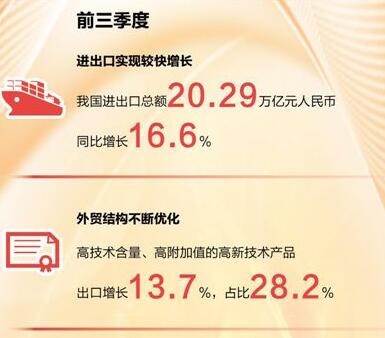 前三季度
进出口实现较快增长
我国进出口总额20.29万亿元人民币
同比增长16.6%
外贸结构不断优化
高技术含量、高附加值的高新技术产品
出口增长13.7%，占比28.2%